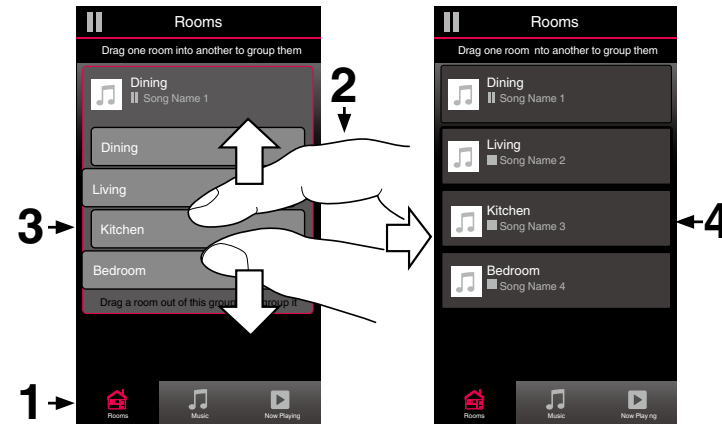 Rooms
Drag one room into another to group them
Dining
Song Name 1
Dining
Living
Kitchen
Bedroom
Drag a room out of this group it
Rooms
Music
Now Playing
1
2
3
Rooms
Drag one room nto another to group them
Dining
Song Name 1
Living
Song Name 2
Kitchen
Song Name 3
Bedroom
Song Name 4
Rooms
Music
Now Play ng
4